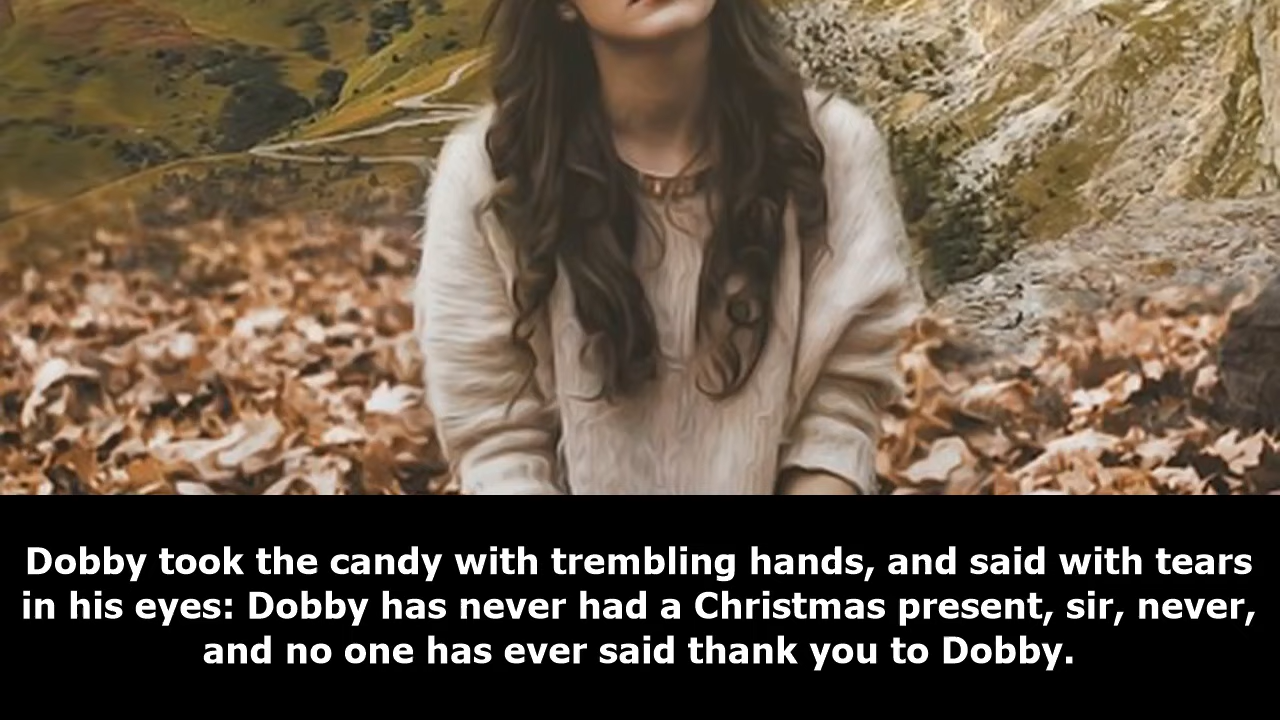 Dobby took the candy with trembling hands, and said with tears
in his eyes: Dobby has never had a Christmas present, sir, never,
and no one has ever said thank you to Dobby.